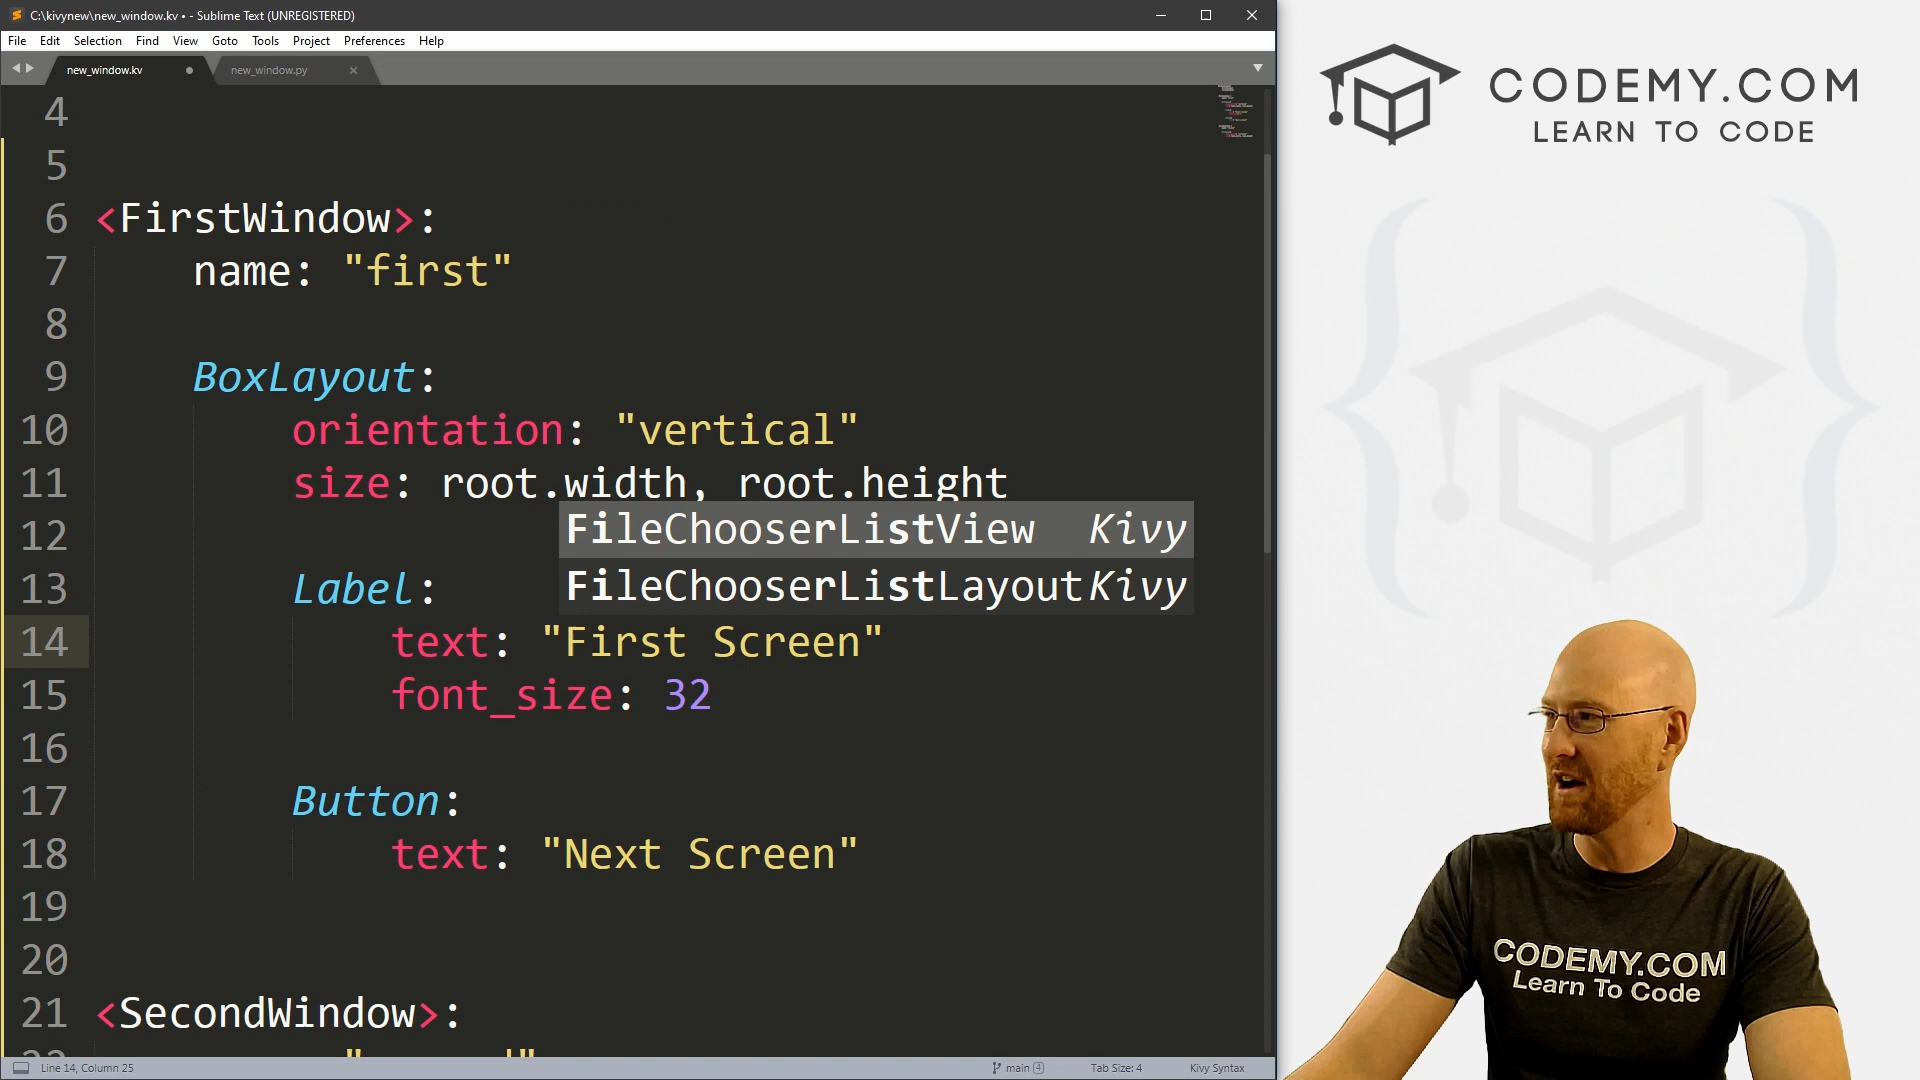 C:\kivynew\new_window.kv • - Sublime Text (UNREGISTERED)
File Edit Selection Find View Goto Tools Project Preferences Help
new_window.kv new_window.py
4
5
6 <FirstWindow>:
7 name: "first"
8
9 BoxLayout:
10 orientation: "vertical"
11 size: root.width, root.height
12
FileChooserListView Kivy
13 Label:
FileChooserListLayout Kivy
14 text: "First Screen"
15 font_size: 32
16
17 Button:
18 text: "Next Screen"
19
20
21 <SecondWindow>:
Line 14, Column 25 main 4 Tab Size: 4 Kivy Syntax
CODEMY.COM
LEARN TO CODE
CODEMY.COM
Learn To Code